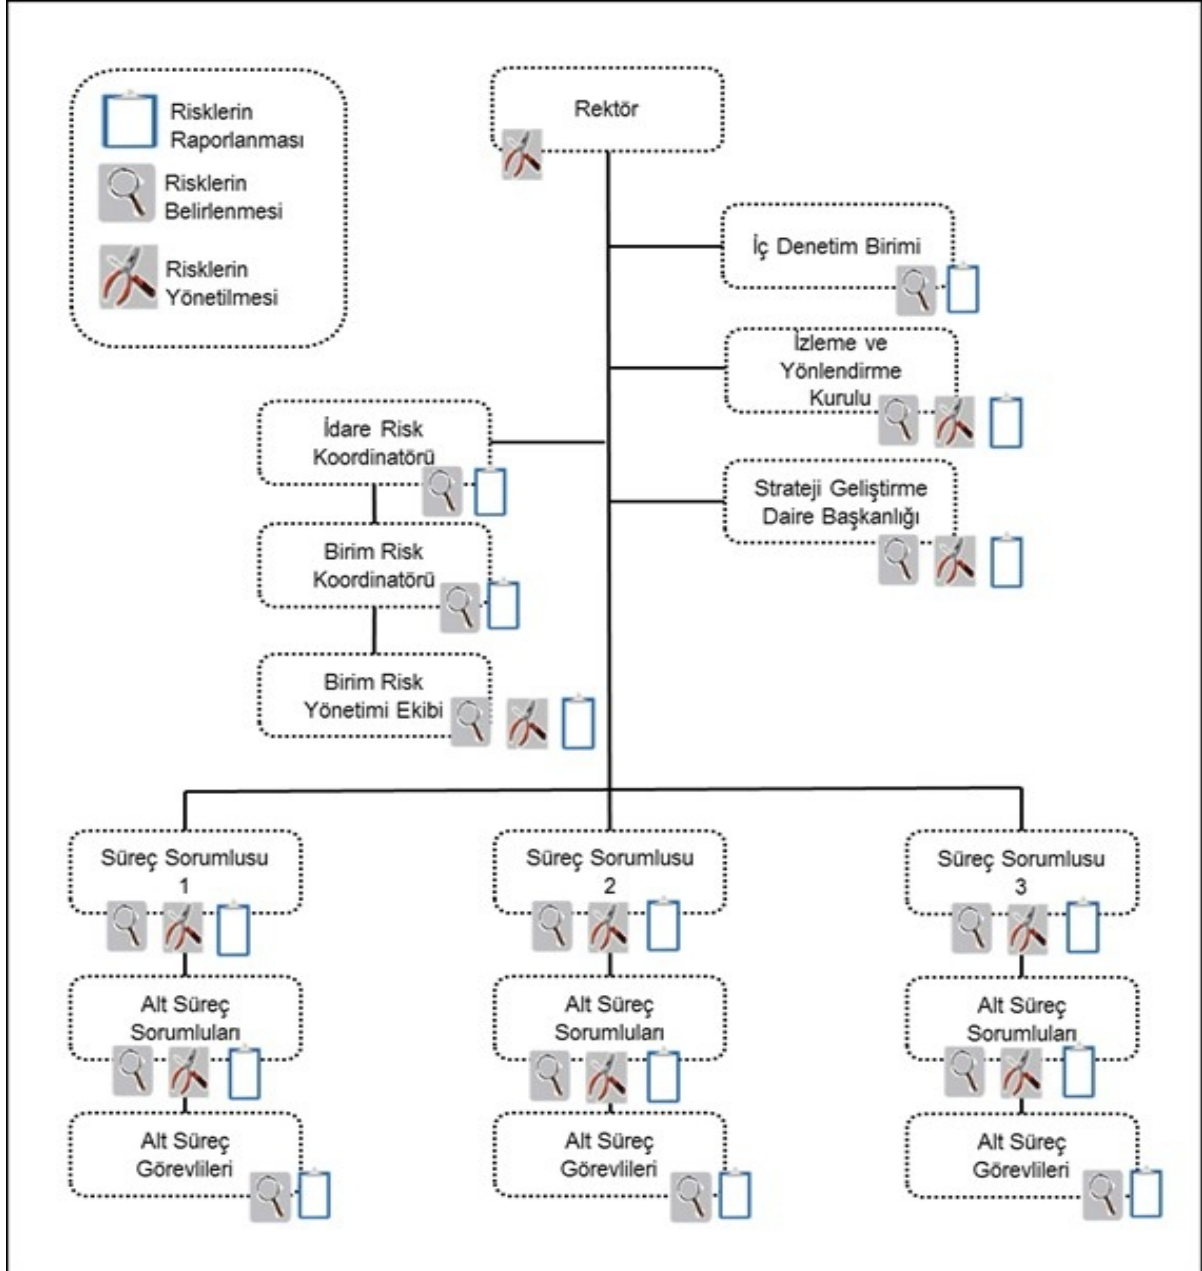 Risklerin
Raporlanması
Risklerin
Belirlenmesi
Risklerin
Yönetilmesi
Rektör
İç Denetim Birimi
İzleme ve
Yönlendirme
Kurulu
Strateji Geliştirme
Daire Başkanlığı
İdare Risk
Koordinatörü
Birim Risk
Koordinatörü
Birim Risk
Yönetimi Ekibi
Süreç Sorumlusu
1
Süreç Sorumlusu
2
Süreç Sorumlusu
3
Alt Süreç
Sorumluları
Alt Süreç
Sorumluları
Alt Süreç
Sorumluları
Alt Süreç
Görevlileri
Alt Süreç
Görevlileri
Alt Süreç
Görevlileri